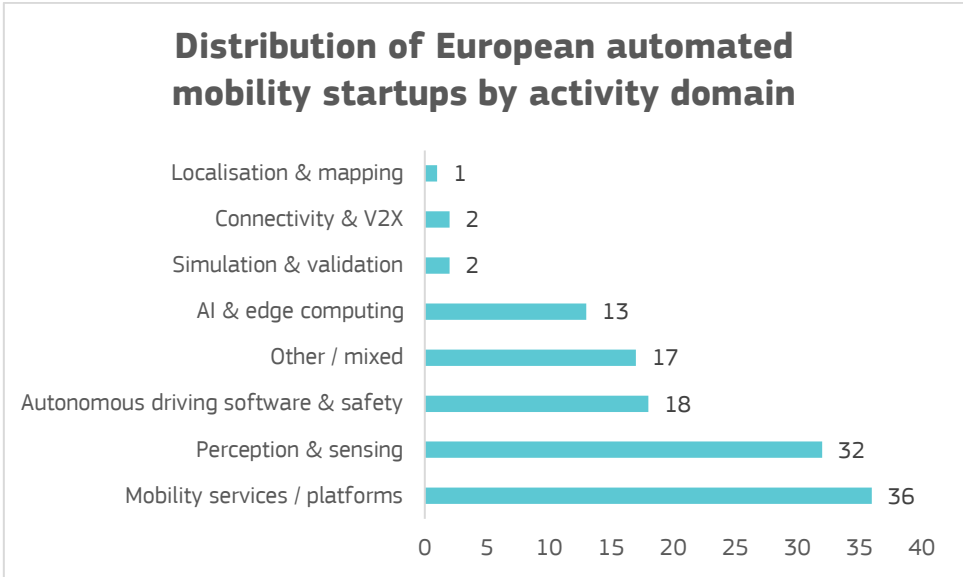 Distribution of European automated
mobility startups by activity domain
Localisation & mapping 1
Connectivity & V2X 2
Simulation & validation 2
AI & edge computing 13
Other / mixed 17
Autonomous driving software & safety 18
Perception & sensing 32
Mobility services / platforms 36
0 5 10 15 20 25 30 35 40